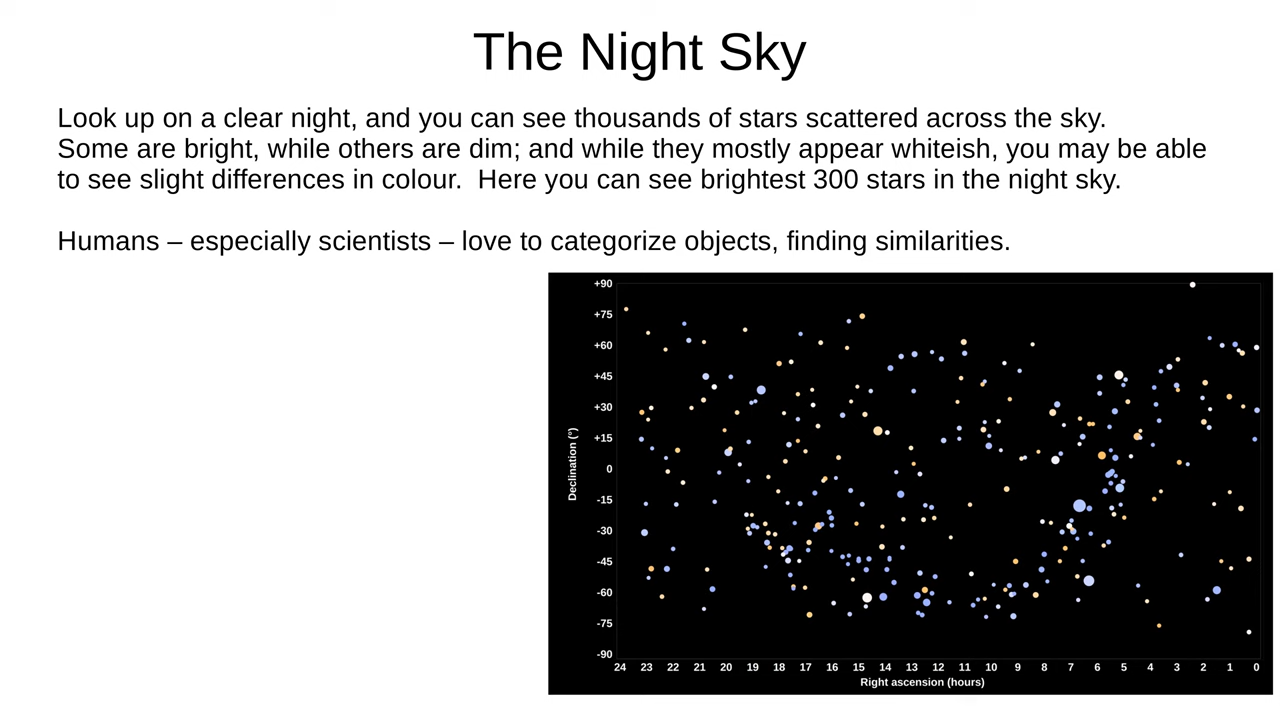 The Night Sky
Look up on a clear night, and you can see thousands of stars scattered across the sky.
Some are bright, while others are dim; and while they mostly appear whiteish, you may be able
to see slight differences in colour.  Here you can see brightest 300 stars in the night sky.
Humans – especially scientists – love to categorize objects, finding similarities.
+90
+75
+60
+45
+30
+15
0
-15
-30
-45
-60
-75
-90
Declination (°)
24 23 22 21 20 19 18 17 16 15 14 13 12 11 10 9 8 7 6 5 4 3 2 1 0
Right ascension (hours)